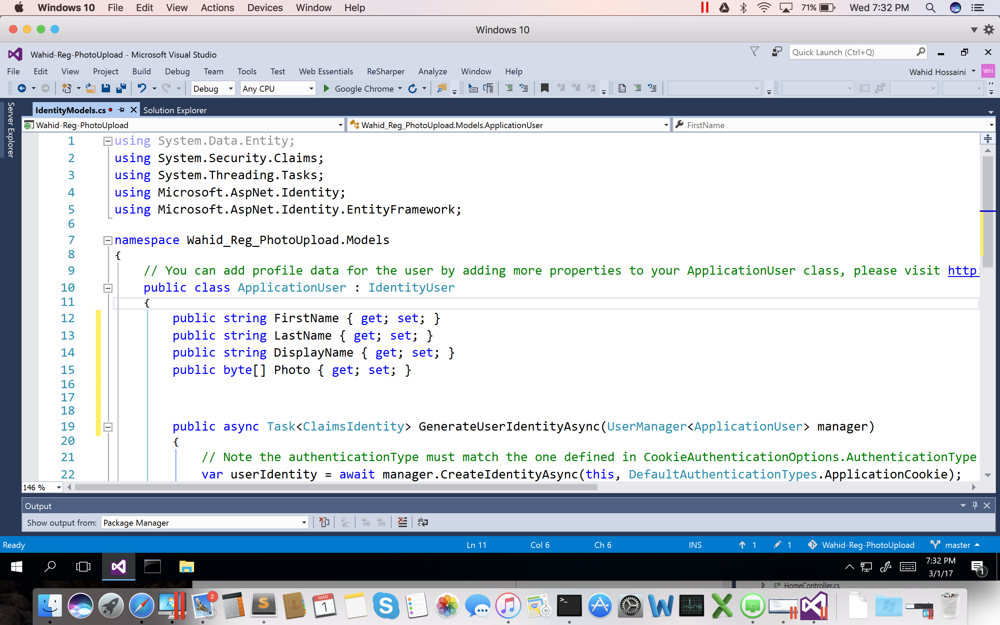 Windows 10 File Edit View Actions Devices Window Help 71% Wed 7:32 PM
Windows 10
Wahid-Reg-PhotoUpload - Microsoft Visual Studio Quick Launch (Ctrl+Q)
File Edit View Project Build Debug Team Tools Test Web Essentials ReSharper Analyze Window Help Wahid Hossaini WH
Debug Any CPU Google Chrome
Server Explorer
IdentityModels.cs Solution Explorer
Wahid-Reg-PhotoUpload Wahid_Reg_PhotoUpload.Models.ApplicationUser FirstName
1 using System.Data.Entity;
2 using System.Security.Claims;
3 using System.Threading.Tasks;
4 using Microsoft.AspNet.Identity;
5 using Microsoft.AspNet.Identity.EntityFramework;
6
7 namespace Wahid_Reg_PhotoUpload.Models
8 {
9 // You can add profile data for the user by adding more properties to your ApplicationUser class, please visit http:
10 public class ApplicationUser : IdentityUser
11 {
12 public string FirstName { get; set; }
13 public string LastName { get; set; }
14 public string DisplayName { get; set; }
15 public byte[] Photo { get; set; }
16
17
18
19 public async Task<ClaimsIdentity> GenerateUserIdentityAsync(UserManager<ApplicationUser> manager)
20 {
21 // Note the authenticationType must match the one defined in CookieAuthenticationOptions.AuthenticationType
22 var userIdentity = await manager.CreateIdentityAsync(this, DefaultAuthenticationTypes.ApplicationCookie);
146 %
Output
Show output from: Package Manager
Ready Ln 11 Col 6 Ch 6 INS 1 1 Wahid-Reg-PhotoUpload master
7:32 PM
3/1/17
1
C# HomeController.cs
2
MAR
1